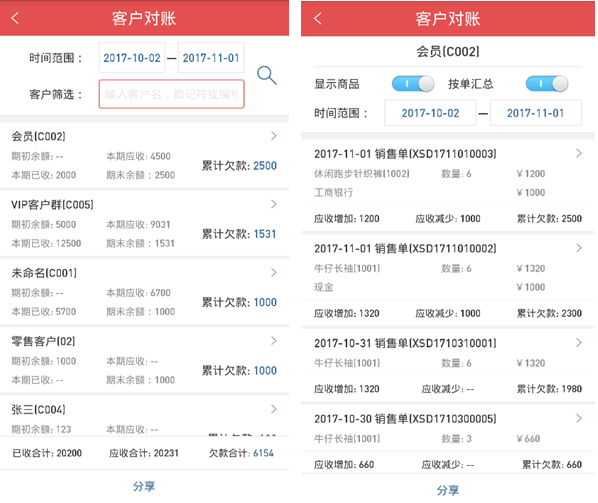 客户对账
时间范围： 2017-10-02 — 2017-11-01
客户筛选： 输入客户名，助记符或编号
会员(C002)
期初余额: -- 本期应收: 4500
本期已收: 2000 期末余额：2500
累计欠款: 2500
VIP客户群(C005)
期初余额: 5000 本期应收: 9031
本期已收: 12500 期末余额：1531
累计欠款: 1531
未命名(C001)
期初余额: -- 本期应收: 6700
本期已收: 5700 期末余额：1000
累计欠款: 1000
零售客户(02)
期初余额: 1000 本期应收: --
本期已收: -- 期末余额：1000
累计欠款: 1000
张三(C004)
期初余额: 123 本期应收: --
已收合计: 20200 应收合计: 20231 欠款合计: 6154
分享
客户对账
会员(C002)
显示商品 按单汇总
时间范围： 2017-10-02 — 2017-11-01
2017-11-01 销售单(XSD1711010003)
休闲跑步针织裤(1002) 数量: 6 ￥1200
工商银行 ￥1000
应收增加: 1200 应收减少: 1000 累计欠款: 2500
2017-11-01 销售单(XSD1711010002)
牛仔长袖(1001) 数量: 6 ￥1320
现金 ￥1000
应收增加: 1320 应收减少: 1000 累计欠款: 2300
2017-10-31 销售单(XSD1710310001)
牛仔长袖(1001) 数量: 6 ￥1320
应收增加: 1320 应收减少: -- 累计欠款: 1980
2017-10-30 销售单(XSD1710300005)
牛仔长袖(1001) 数量: 3 ￥660
应收增加: 660 应收减少: -- 累计欠款: 660
分享